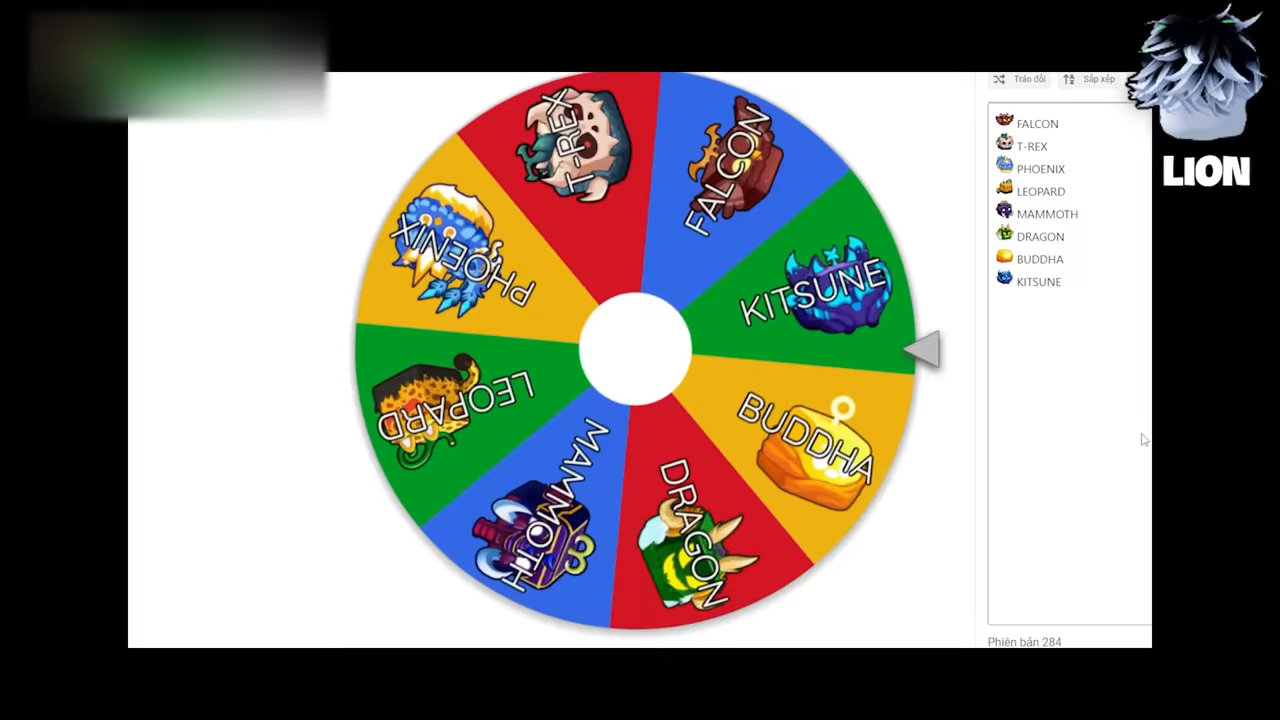 Tráo đổi
Sắp xếp
LION
FALCON
T-REX
PHOENIX
LEOPARD
MAMMOTH
DRAGON
BUDDHA
KITSUNE
T-REX
FALCON
PHOENIX
KITSUNE
LEOPARD
BUDDHA
MAMMOTH
DRAGON
Phiên bản 284